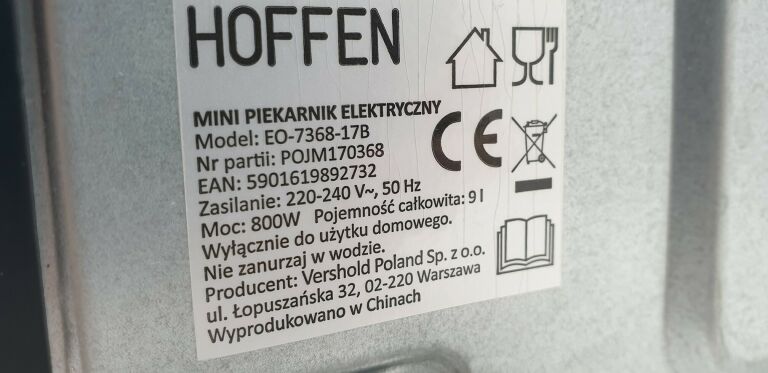 HOFFEN
MINI PIEKARNIK ELEKTRYCZNY
Model: EO-7368-17B
Nr partii: POJM170368
EAN: 5901619892732
Zasilanie: 220-240 V~, 50 Hz
Moc: 800W Pojemność całkowita: 9 l
Wyłącznie do użytku domowego.
Nie zanurzaj w wodzie.
Producent: Vershold Poland Sp. z o.o.
ul. Łopuszańska 32, 02-220 Warszawa
Wyprodukowano w Chinach
CE